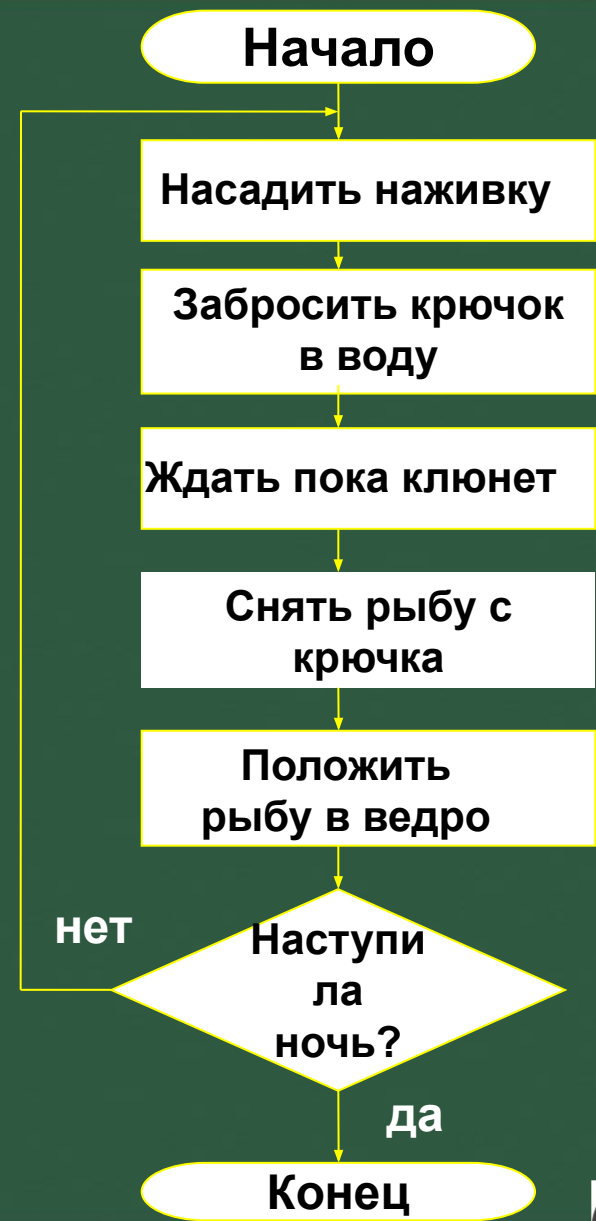 Начало
Насадить наживку
Забросить крючок
в воду
Ждать пока клюнет
Снять рыбу с
крючка
Положить
рыбу в ведро
нет
Наступи
ла
ночь?
да
Конец